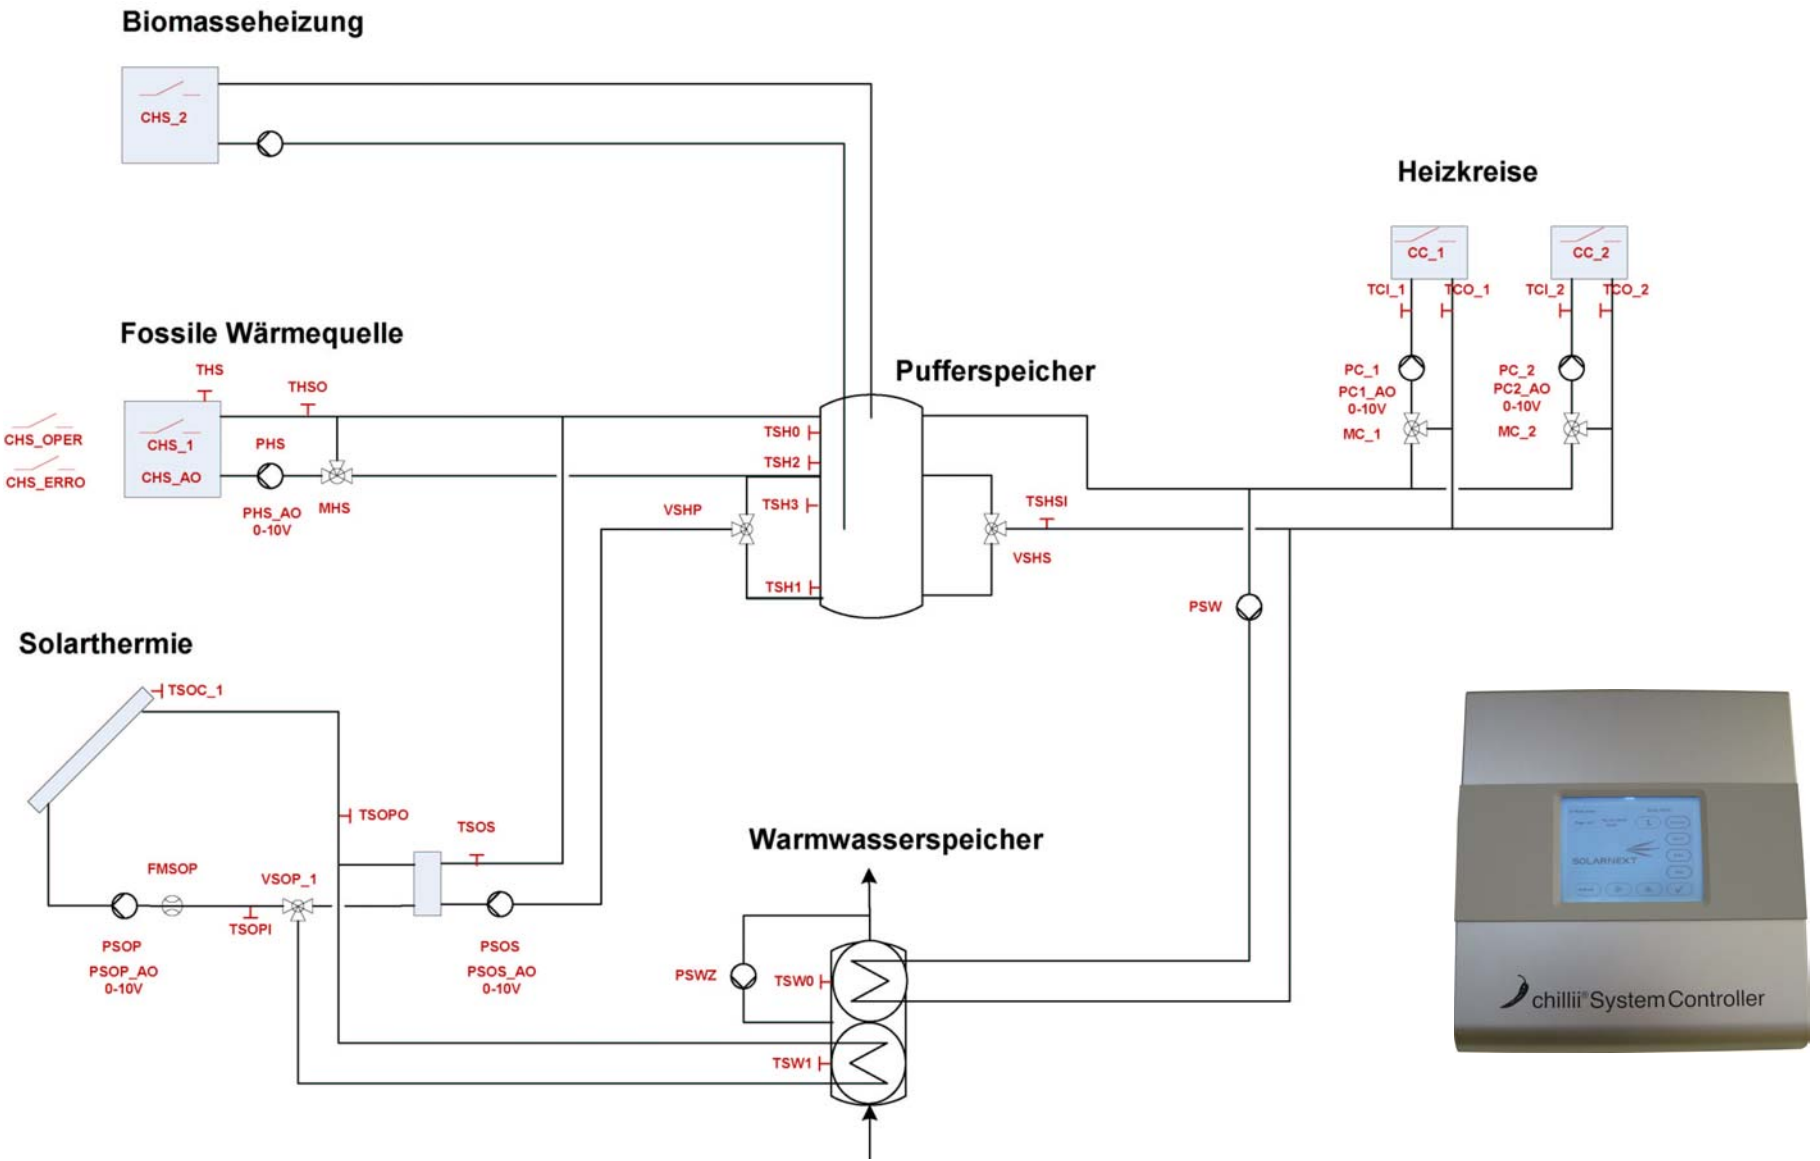 Biomasseheizung
CHS_2
Heizkreise
CC_1
CC_2
TCI_1
TCO_1
TCI_2
TCO_2
Fossile Wärmequelle
THS
THSO
CHS_OPER
CHS_ERRO
CHS_1
CHS_AO
PHS
PHS_AO
0-10V
MHS
Pufferspeicher
TSH0
TSH2
TSH3
TSH1
VSHP
TSHSI
VSHS
PC_1
PC1_AO
0-10V
MC_1
PC_2
PC2_AO
0-10V
MC_2
PSW
Solarthermie
TSOC_1
TSOPO
TSOS
FMSOP
VSOP_1
TSOPI
PSOP
PSOP_AO
0-10V
PSOS
PSOS_AO
0-10V
Warmwasserspeicher
PSWZ
TSW0
TSW1
SOLARNEXT
chillii® System Controller